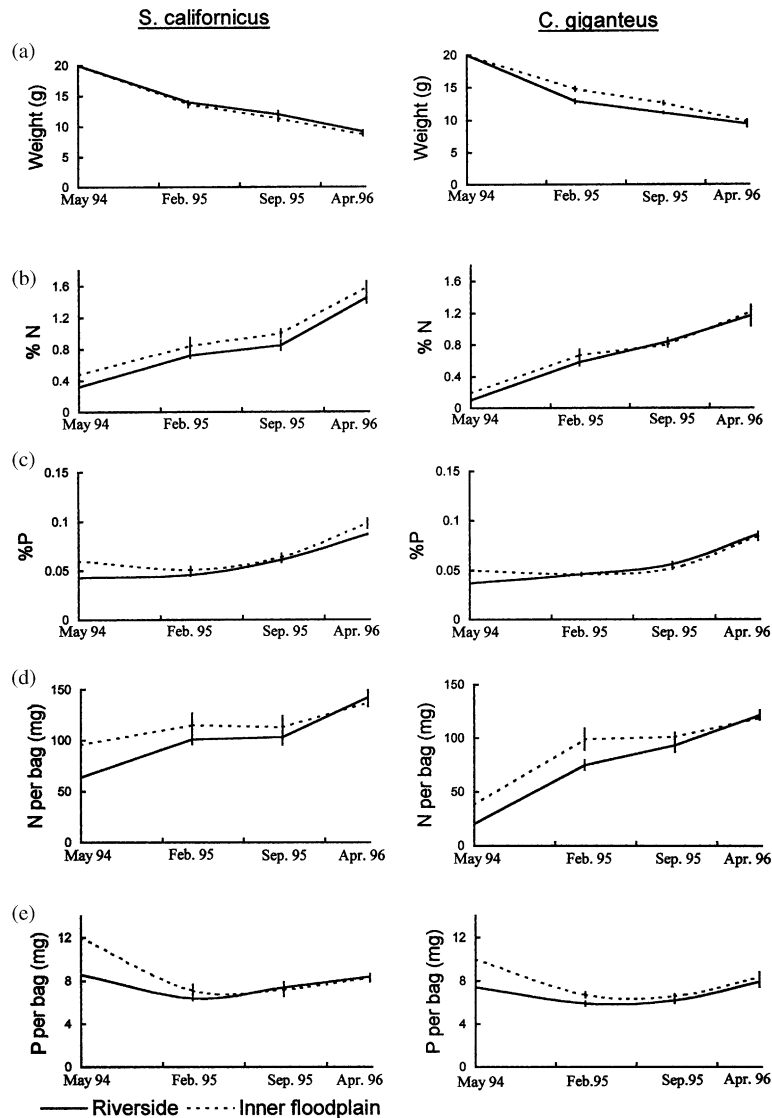 S. californicus
C. giganteus
(a)
Weight (g)
20
15
10
5
0
May 94 Feb. 95 Sep. 95 Apr.96
Weight (g)
20
15
10
5
0
May 94 Feb. 95 Sep. 95 Apr. 96
(b)
% N
1.6
1.2
0.8
0.4
0
May 94 Feb. 95 Sep. 95 Apr. 96
% N
1.6
1.2
0.8
0.4
0
May 94 Feb. 95 Sep. 95 Apr. 96
(c)
%P
0.15
0.1
0.05
0
May 94 Feb. 95 Sep. 95 Apr. 96
%P
0.15
0.1
0.05
0
May 94 Feb. 95 Sep. 95 Apr. 96
(d)
N per bag (mg)
150
100
50
0
May 94 Feb. 95 Sep. 95 Apr. 96
N per bag (mg)
150
100
50
0
May 94 Feb. 95 Sep. 95 Apr. 96
(e)
P per bag (mg)
12
8
4
0
May 94 Feb. 95 Sep. 95 Apr. 96
P per bag (mg)
12
8
4
0
May 94 Feb. 95 Sep. 95 Apr. 96
Riverside Inner floodplain